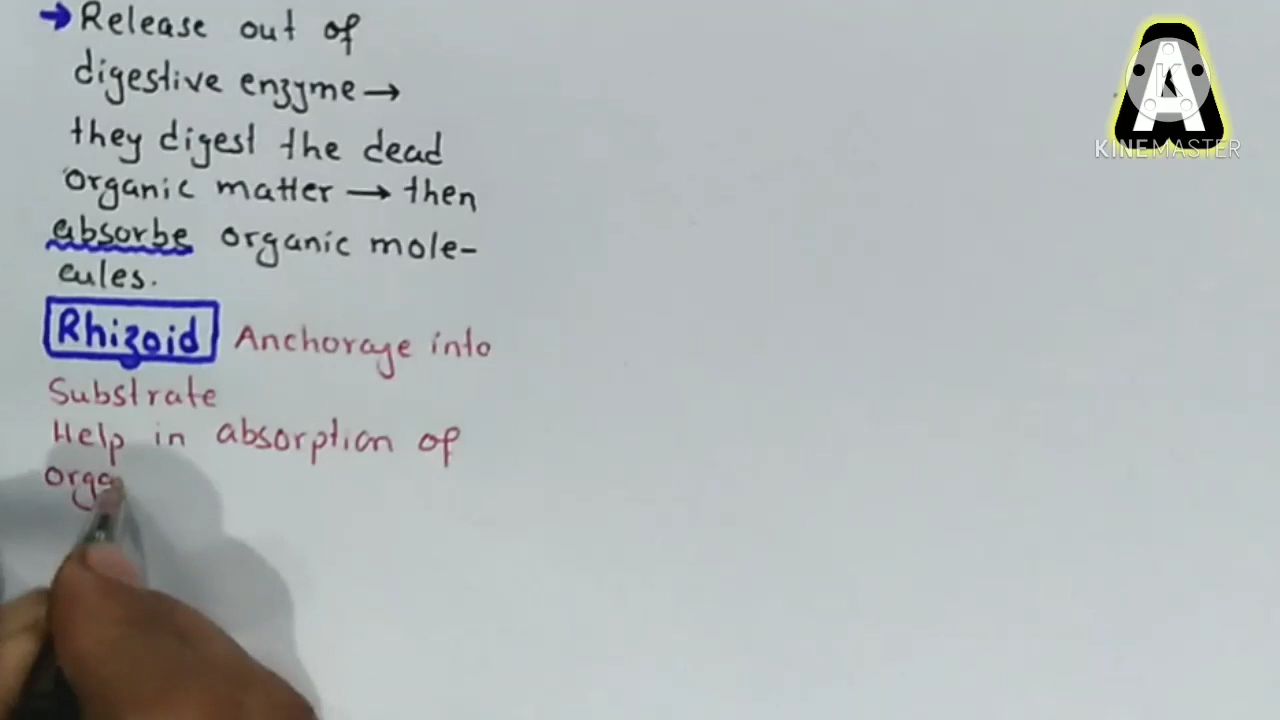 → Release out of
digestive enzyme →
they digest the dead
organic matter → then
absorbe organic mole-
cules.
Rhizoid Anchorage into
Substrate
Help in absorption of
orga
A
K
KINEMASTER